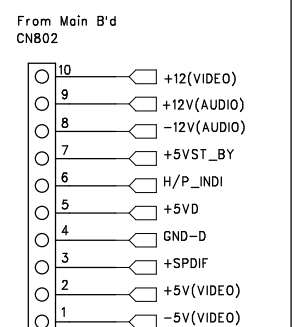 From Main B'd
CN802
10 +12(VIDEO)
9 +12V(AUDIO)
8 -12V(AUDIO)
7 +5VST_BY
6 H/P_INDI
5 +5VD
4 GND-D
3 +SPDIF
2 +5V(VIDEO)
1 -5V(VIDEO)